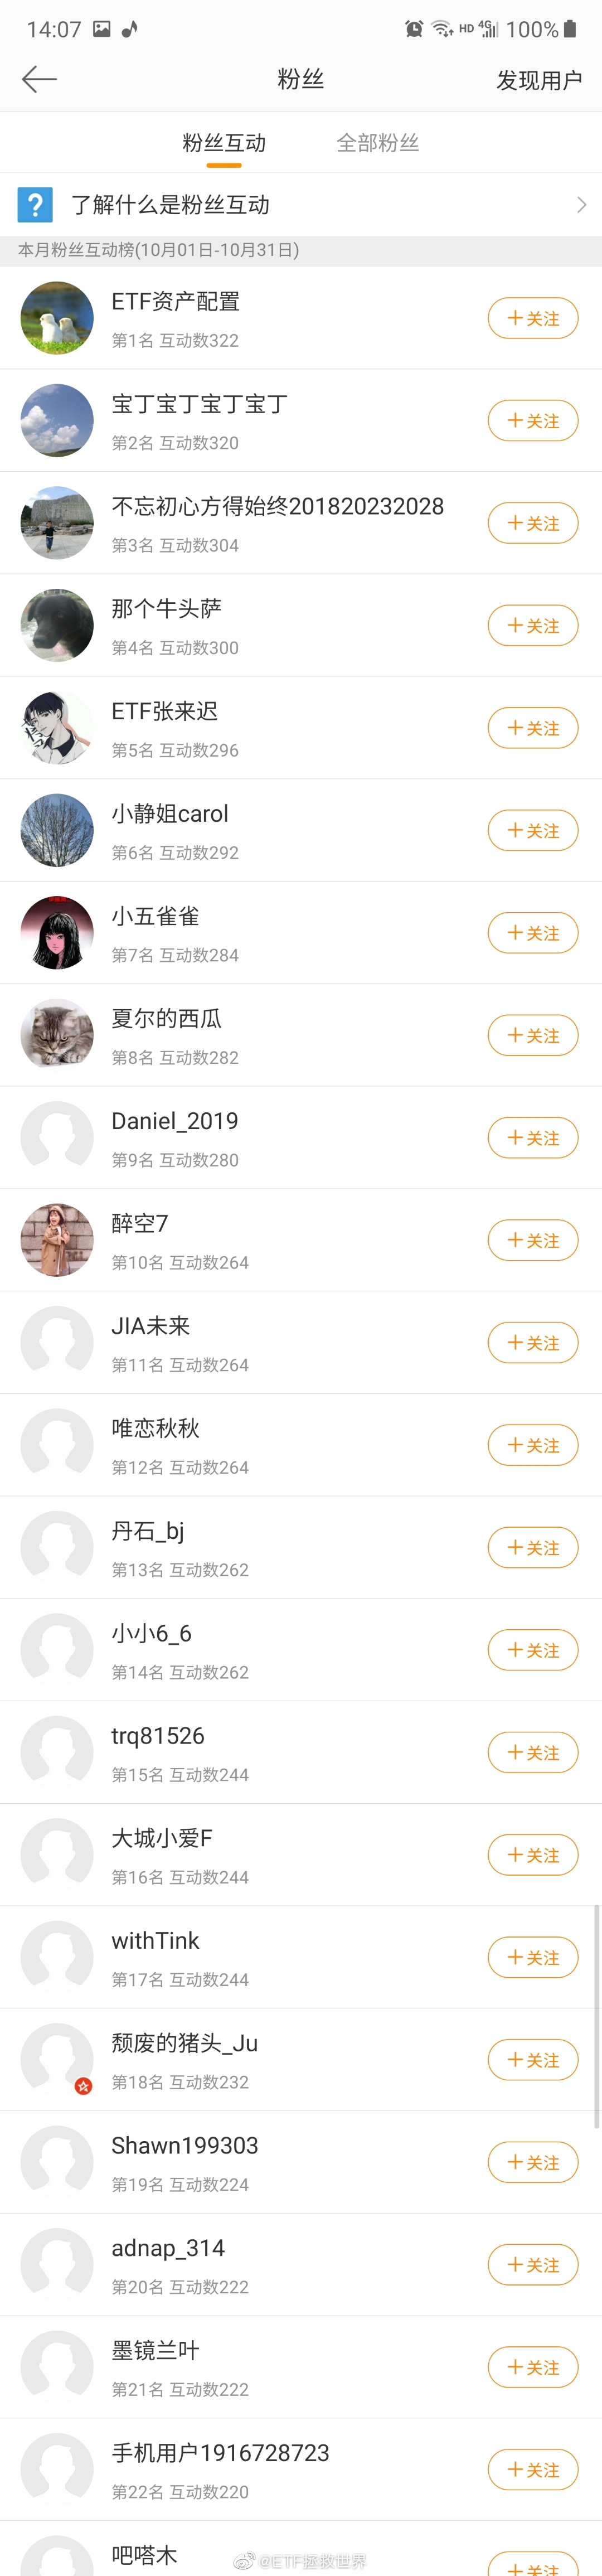 14:07 HD 4G 100%
粉丝 发现用户
粉丝互动 全部粉丝
? 了解什么是粉丝互动
本月粉丝互动榜(10月01日-10月31日)
ETF资产配置
第1名 互动数322
+关注
宝丁宝丁宝丁宝丁
第2名 互动数320
+关注
不忘初心方得始终201820232028
第3名 互动数304
+关注
那个牛头萨
第4名 互动数300
+关注
ETF张来迟
第5名 互动数296
+关注
小静姐carol
第6名 互动数292
+关注
小五雀雀
第7名 互动数284
+关注
夏尔的西瓜
第8名 互动数282
+关注
Daniel_2019
第9名 互动数280
+关注
醉空7
第10名 互动数264
+关注
JIA未来
第11名 互动数264
+关注
唯恋秋秋
第12名 互动数264
+关注
丹石_bj
第13名 互动数262
+关注
小小6_6
第14名 互动数262
+关注
trq81526
第15名 互动数244
+关注
大城小爱F
第16名 互动数244
+关注
withTink
第17名 互动数244
+关注
颓废的猪头_Ju
第18名 互动数232
+关注
Shawn199303
第19名 互动数224
+关注
adnap_314
第20名 互动数222
+关注
墨镜兰叶
第21名 互动数222
+关注
手机用户1916728723
第22名 互动数220
+关注
吧嗒木
+关注
@ETF拯救世界